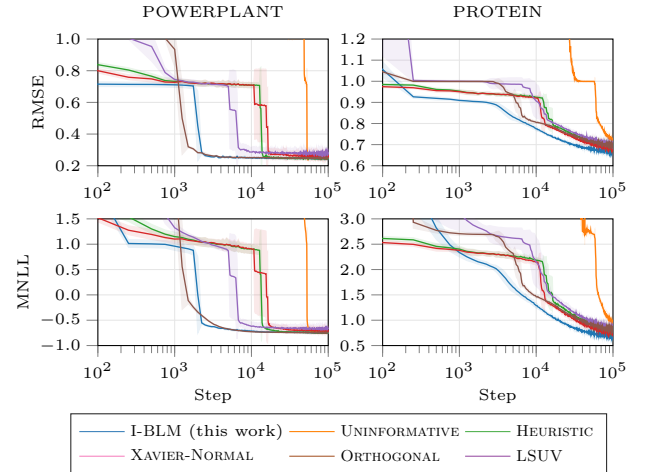 POWERPLANT PROTEIN
RMSE
1.0
0.8
0.6
0.4
0.2
10^2 10^3 10^4 10^5
1.2
1.1
1.0
0.9
0.8
0.7
0.6
10^2 10^3 10^4 10^5
MNLL
1.5
1.0
0.5
0.0
−0.5
−1.0
10^2 10^3 10^4 10^5
Step
3.0
2.5
2.0
1.5
1.0
0.5
10^2 10^3 10^4 10^5
Step
I-BLM (this work) UNINFORMATIVE HEURISTIC
XAVIER-NORMAL ORTHOGONAL LSUV